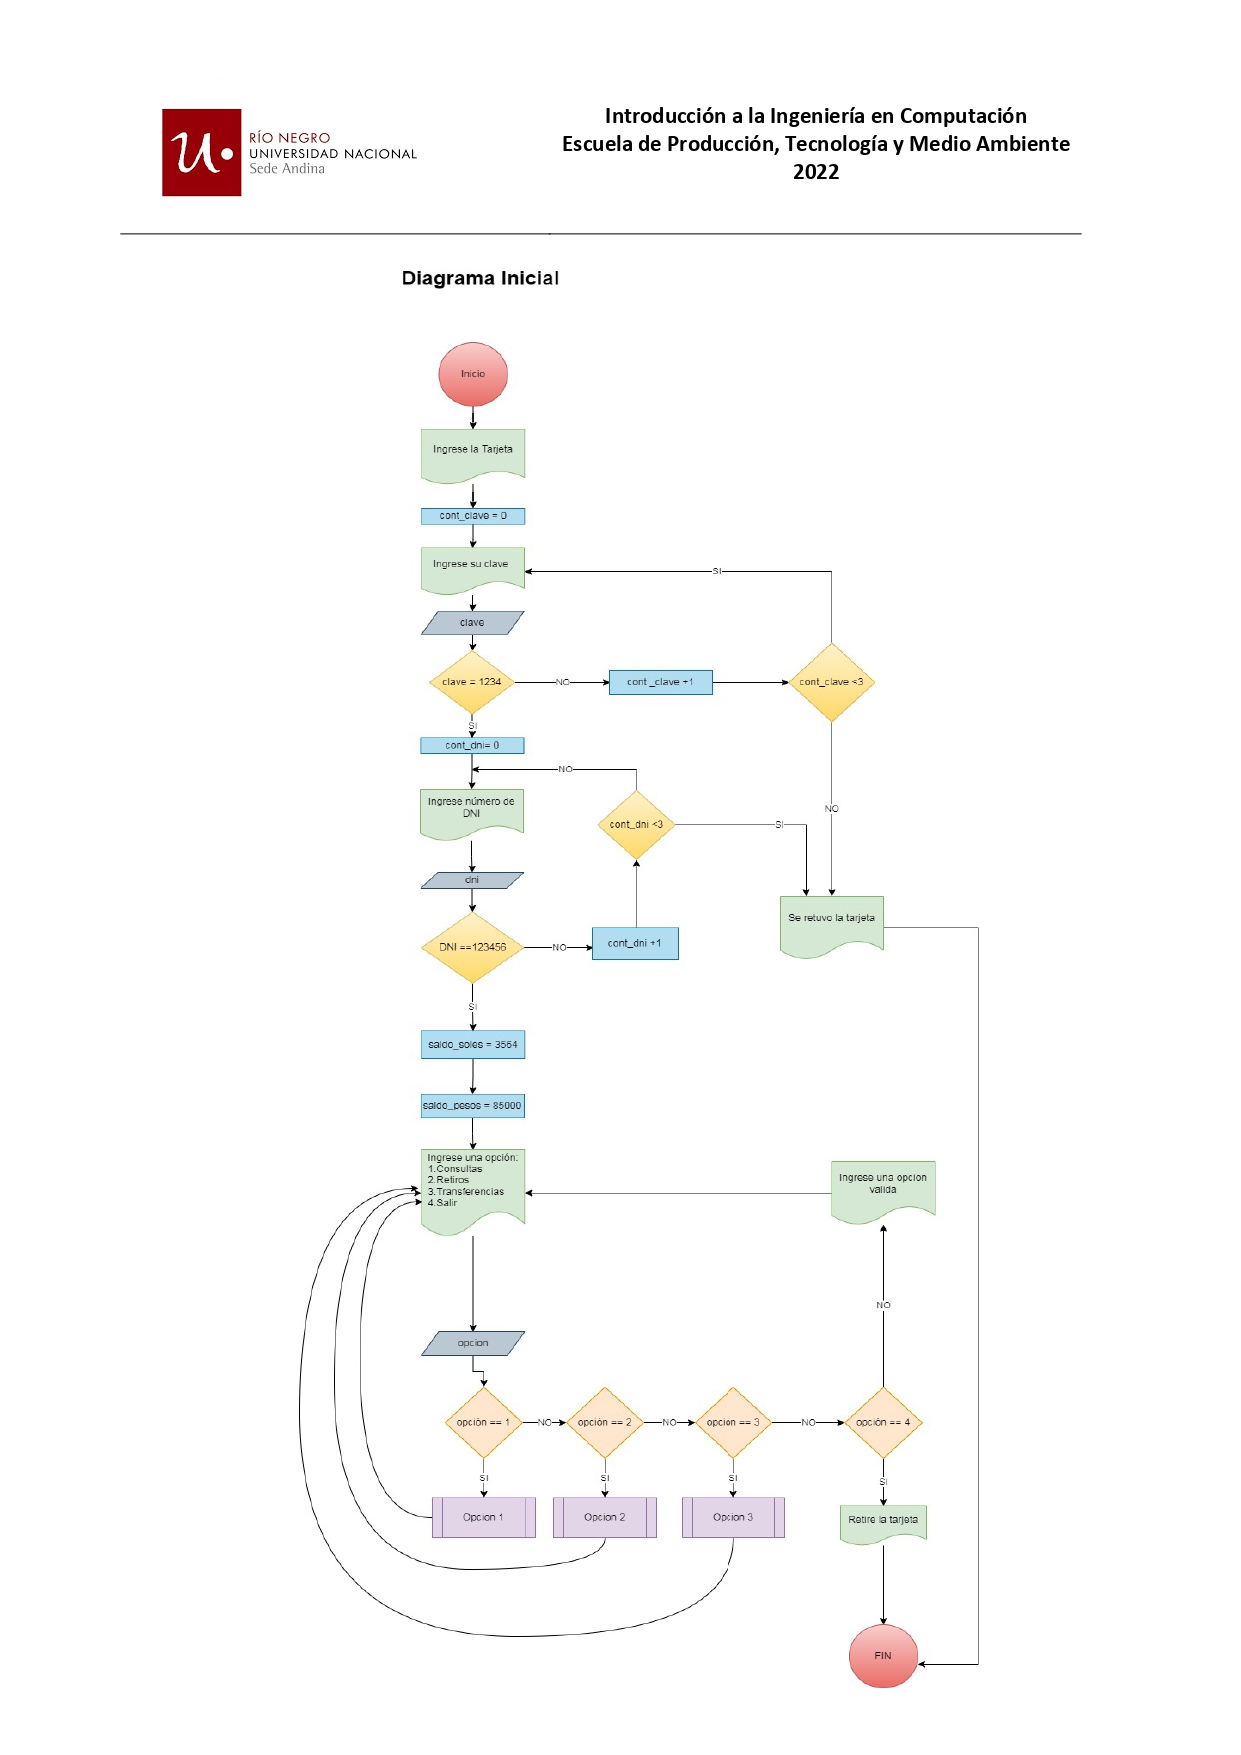 RÍO NEGRO
UNIVERSIDAD NACIONAL
Sede Andina
Introducción a la Ingeniería en Computación
Escuela de Producción, Tecnología y Medio Ambiente
2022
Diagrama Inicial
Inicio
Ingrese la Tarjeta
cont_clave = 0
Ingrese su clave
SI
clave
clave = 1234
NO
cont _clave +1
cont_clave <3
SI
cont_dni= 0
NO
Ingrese número de
DNI
cont_dni <3
SI
NO
dni
Se retuvo la tarjeta
DNI ==123456
NO
cont_dni +1
SI
saldo_soles = 3564
saldo_pesos = 85000
Ingrese una opción:
1.Consultas
2.Retiros
3.Transferencias
4.Salir
Ingrese una opcion
valida
NO
opcion
opción == 1
NO
opción == 2
NO
opcion == 3
NO
opción == 4
SI
SI
SI
SI
Opcion 1
Opcion 2
Opcion 3
Retire la tarjeta
FIN